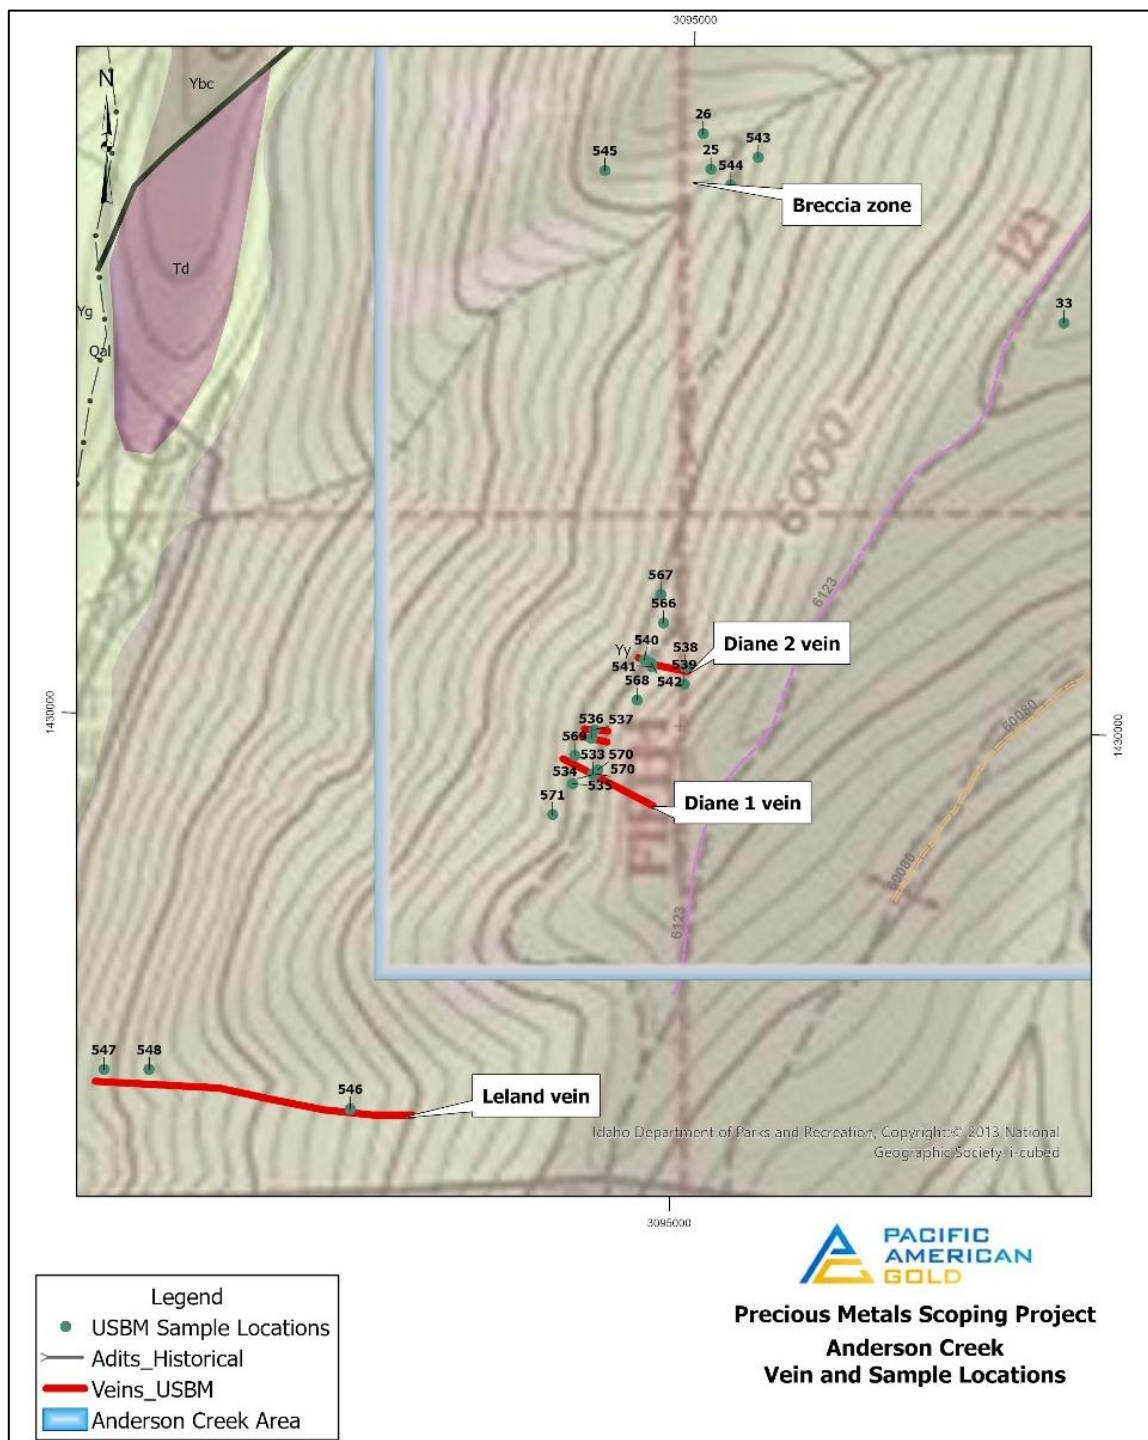 3095000
N
Ybc
26
543
545
25
544
Breccia zone
Td
123
33
Yg
Qal
6000
567
6123
566
Yy
540
538
Diane 2 vein
541
539
542
568
1430000
536
537
1430000
569
533
570
60080
534
570
535
571
Diane 1 vein
60080
6123
547
548
546
Leland vein
Idaho Department of Parks and Recreation, Copyright:© 2013 National
Geographic Society, i-cubed
3095000
PACIFIC
AMERICAN
GOLD
Precious Metals Scoping Project
Anderson Creek
Vein and Sample Locations
Legend
USBM Sample Locations
Adits_Historical
Veins_USBM
Anderson Creek Area